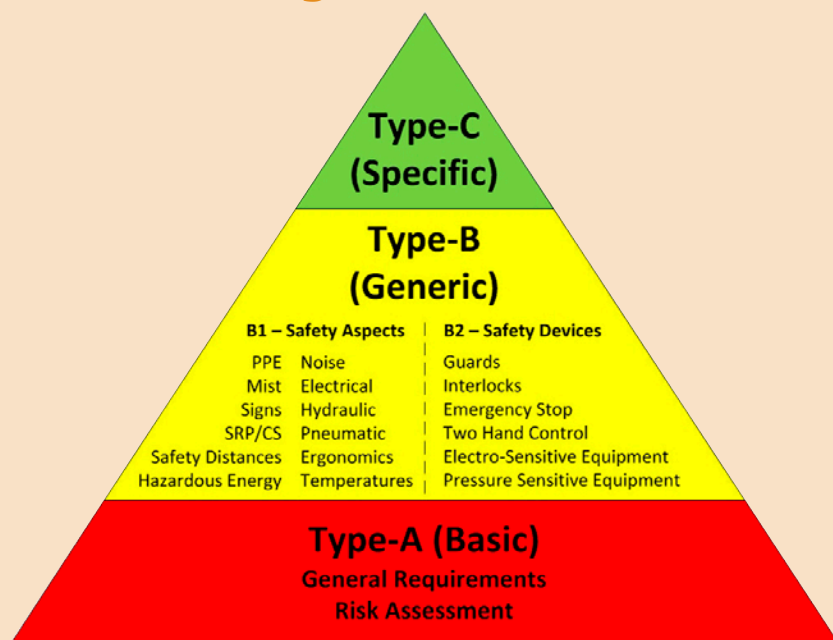 Type-C
(Specific)
Type-B
(Generic)
B1 – Safety Aspects B2 – Safety Devices
PPE Noise Guards
Mist Electrical Interlocks
Signs Hydraulic Emergency Stop
SRP/CS Pneumatic Two Hand Control
Safety Distances Ergonomics Electro-Sensitive Equipment
Hazardous Energy Temperatures Pressure Sensitive Equipment
Type-A (Basic)
General Requirements
Risk Assessment